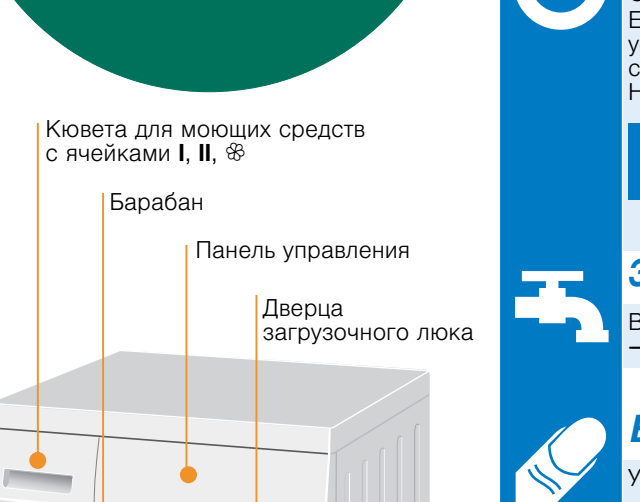 Кювета для моющих средств
с ячейками I, II, ❀
Барабан
Панель управления
Дверца
загрузочного люка